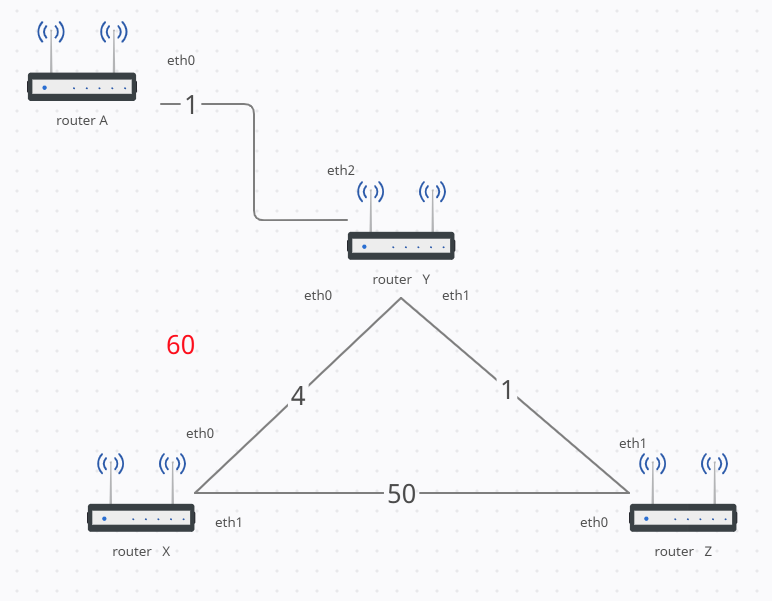 eth0
1
router A
eth2
router Y
eth0
eth1
60
4
1
eth0
eth1
50
eth1
eth0
router X
router Z